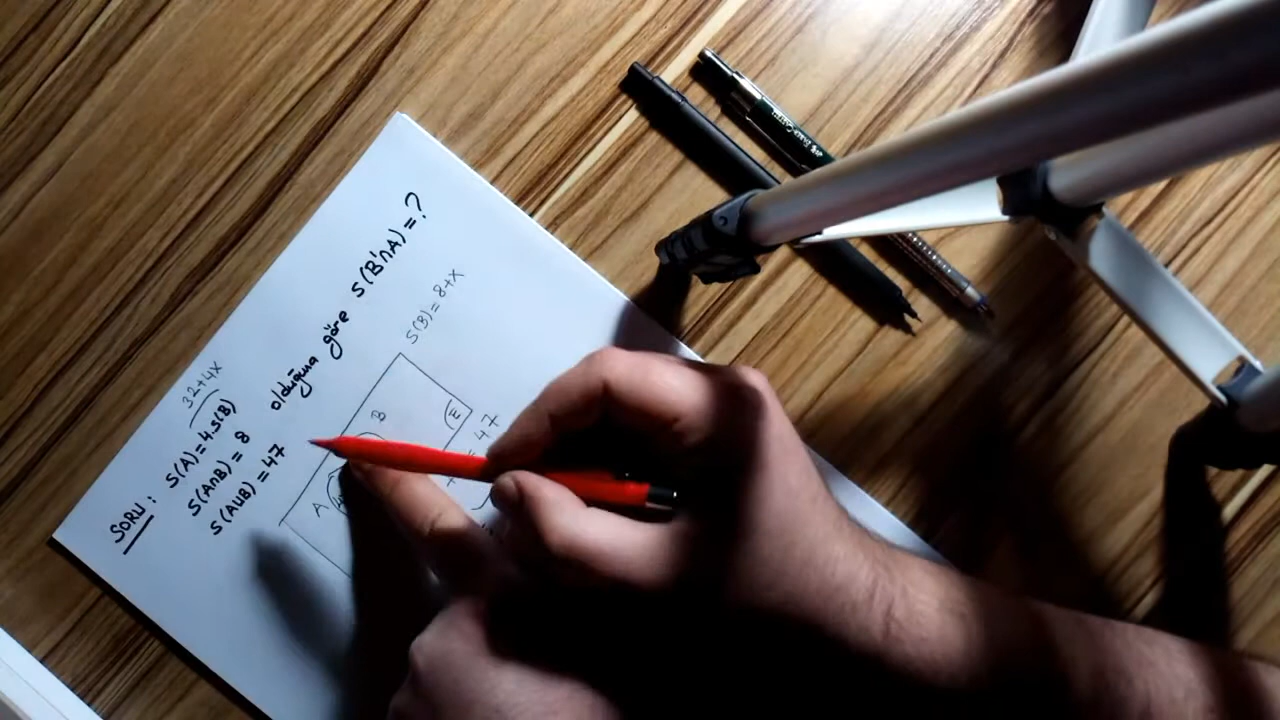 SORU:
32+4x
S(A)=4.S(B)
S(A∩B) = 8
S(A∪B) = 47
olduğuna göre S(B'∩A)=?
S(B)= 8+x
A
B
E
= 47